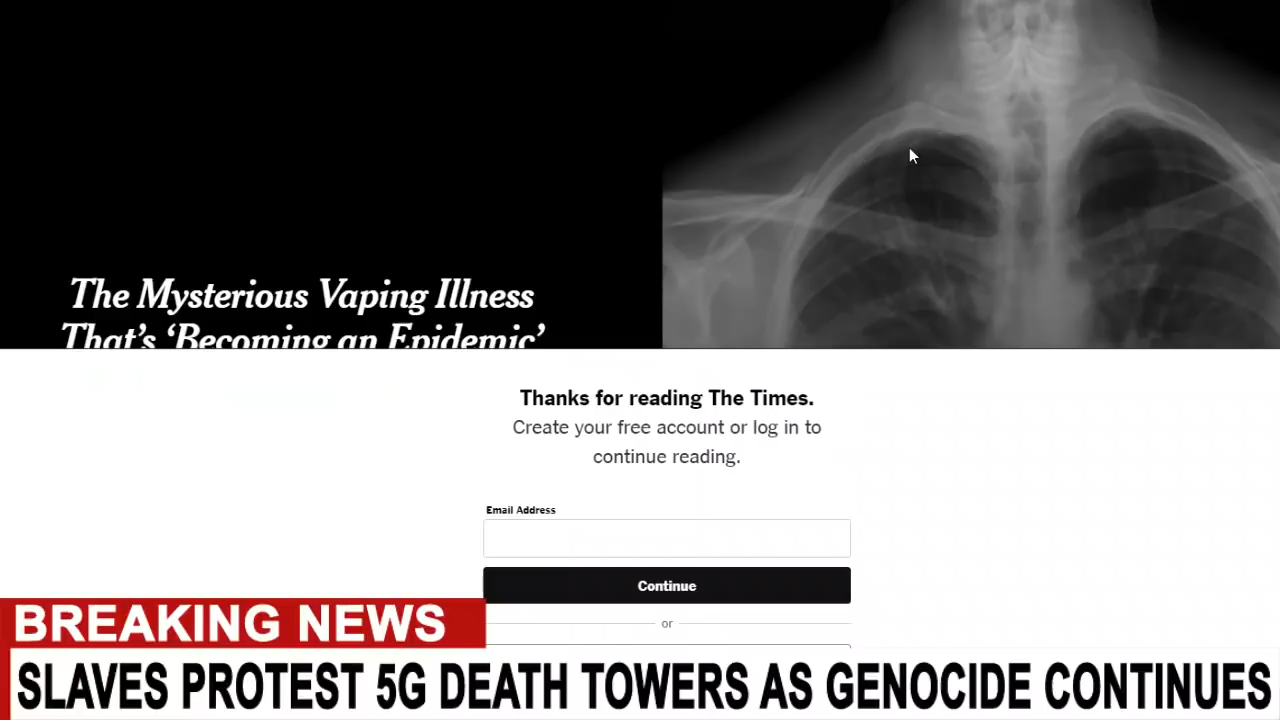 The Mysterious Vaping Illness
That's ‘Becoming an Epidemic’
Thanks for reading The Times.
Create your free account or log in to
continue reading.
Email Address
Continue
or
BREAKING NEWS
SLAVES PROTEST 5G DEATH TOWERS AS GENOCIDE CONTINUES